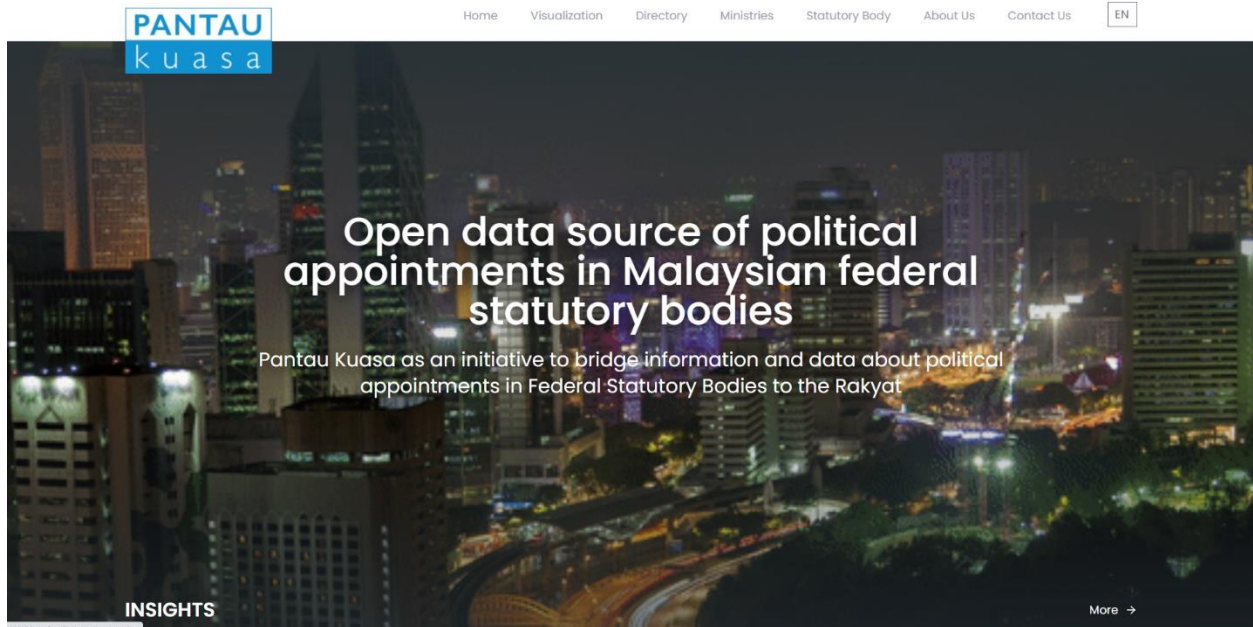 PANTAU
kuasa
Home Visualization Directory Ministries Statutory Body About Us Contact Us EN
Open data source of political
appointments in Malaysian federal
statutory bodies
Pantau Kuasa as an initiative to bridge information and data about political
appointments in Federal Statutory Bodies to the Rakyat
INSIGHTS
More →